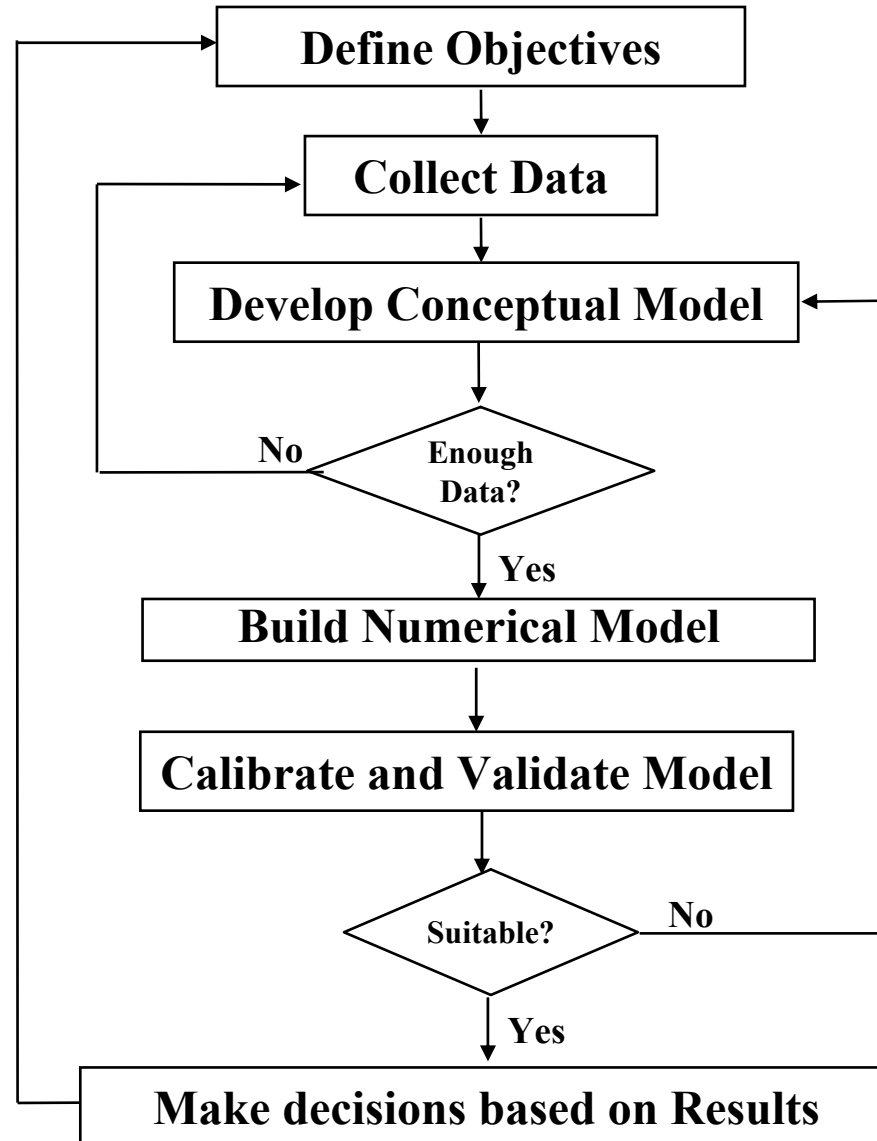 Define Objectives
Collect Data
Develop Conceptual Model
No
Enough
Data?
Yes
Build Numerical Model
Calibrate and Validate Model
Suitable?
No
Yes
Make decisions based on Results